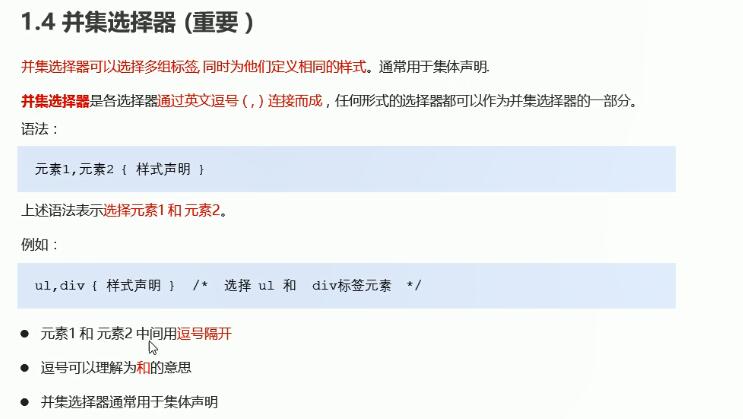 1.4 并集选择器 (重要 )
并集选择器可以选择多组标签, 同时为他们定义相同的样式。通常用于集体声明.
并集选择器是各选择器通过英文逗号 ( , ) 连接而成，任何形式的选择器都可以作为并集选择器的一部分。
语法：
元素1,元素2 { 样式声明 }
上述语法表示选择元素1 和 元素2。
例如：
ul,div { 样式声明 }  /*  选择 ul 和  div标签元素  */
● 元素1 和 元素2 中间用逗号隔开
● 逗号可以理解为和的意思
● 并集选择器通常用于集体声明